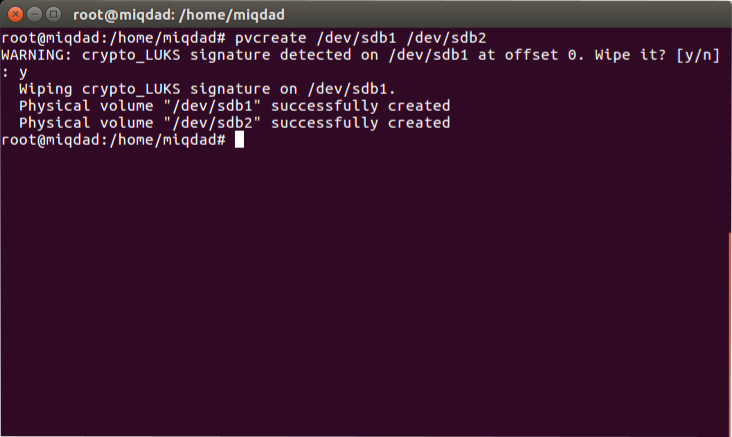 root@miqdad: /home/miqdad
root@miqdad:/home/miqdad# pvcreate /dev/sdb1 /dev/sdb2
WARNING: crypto_LUKS signature detected on /dev/sdb1 at offset 0. Wipe it? [y/n]
: y
  Wiping crypto_LUKS signature on /dev/sdb1.
  Physical volume "/dev/sdb1" successfully created
  Physical volume "/dev/sdb2" successfully created
root@miqdad:/home/miqdad#